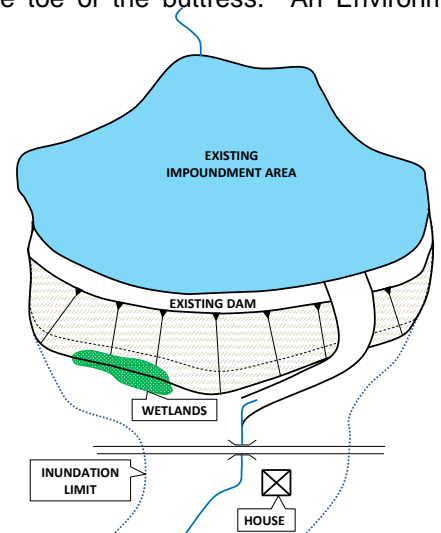 e toe of the buttress. An Environm
EXISTING
IMPOUNDMENT AREA
EXISTING DAM
WETLANDS
INUNDATION
LIMIT
HOUSE